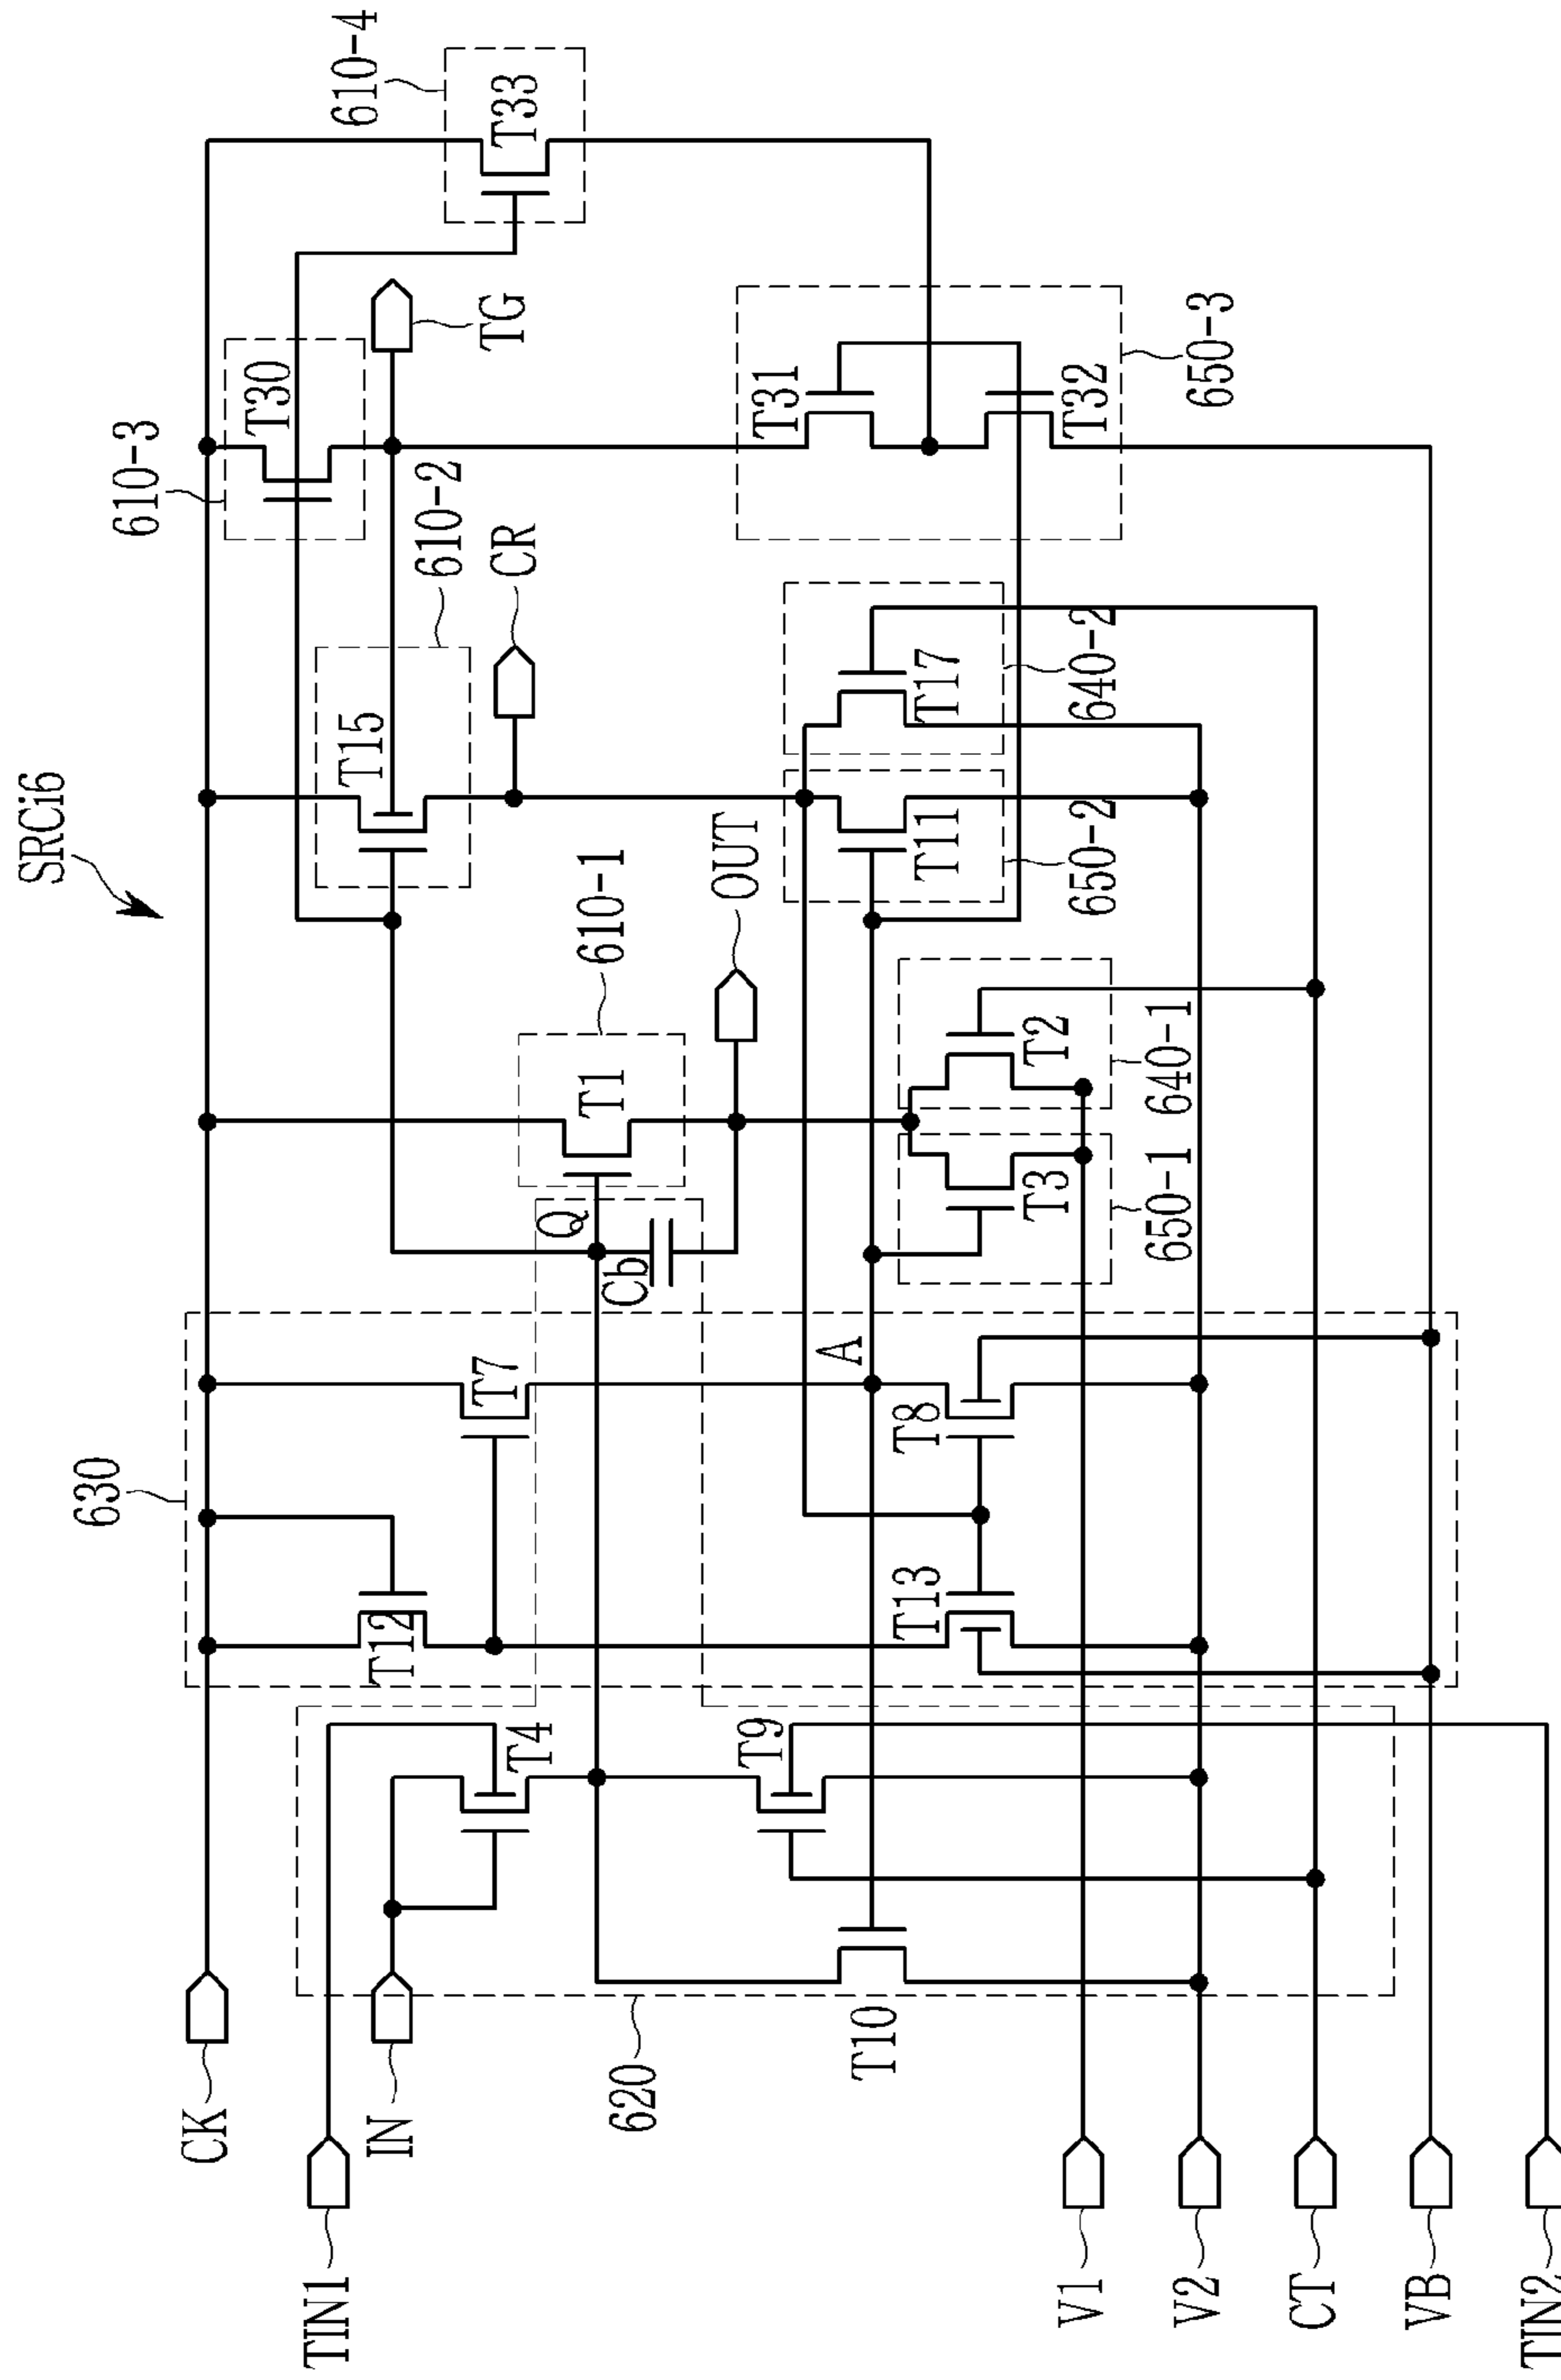 SRCi6
610-4
T33
610-3
T30
TG
610-2
T15
CR
T31
T32
650-3
T17
640-2
T11
650-2
610-1
T1
OUT
T2
640-1
T3
650-1
Q
Cb
A
630
T7
T8
T12
T13
T4
T9
T10
620
CK
TIN1
IN
V1
V2
CT
VB
TIN2